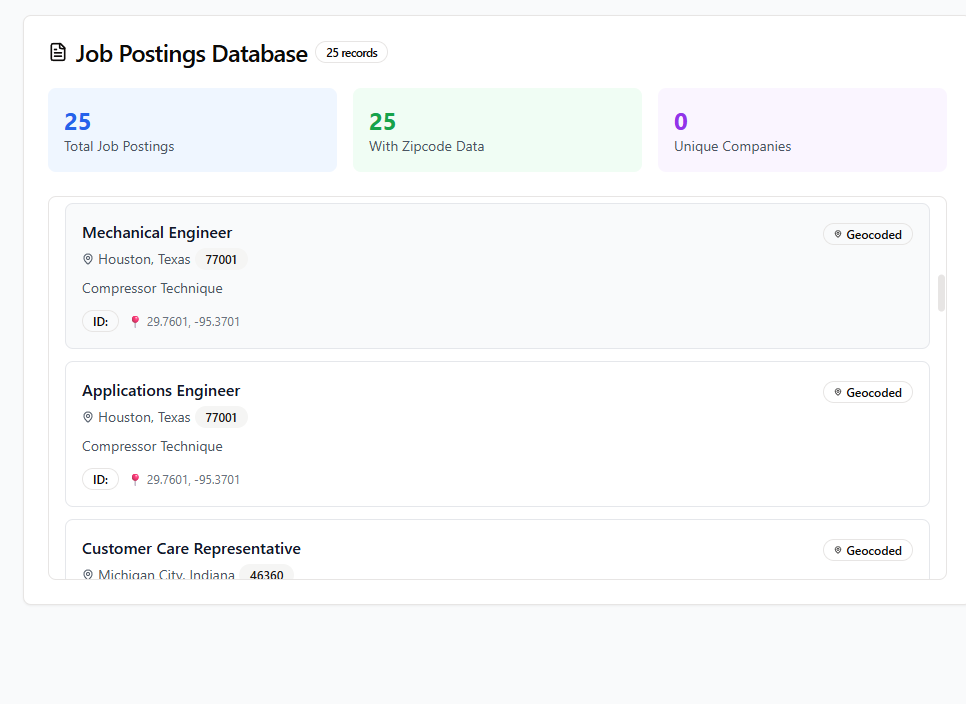 Job Postings Database 25 records
25
Total Job Postings
25
With Zipcode Data
0
Unique Companies
Mechanical Engineer
Geocoded
Houston, Texas 77001
Compressor Technique
ID: 29.7601, -95.3701
Applications Engineer
Geocoded
Houston, Texas 77001
Compressor Technique
ID: 29.7601, -95.3701
Customer Care Representative
Geocoded
Michigan City, Indiana 46360